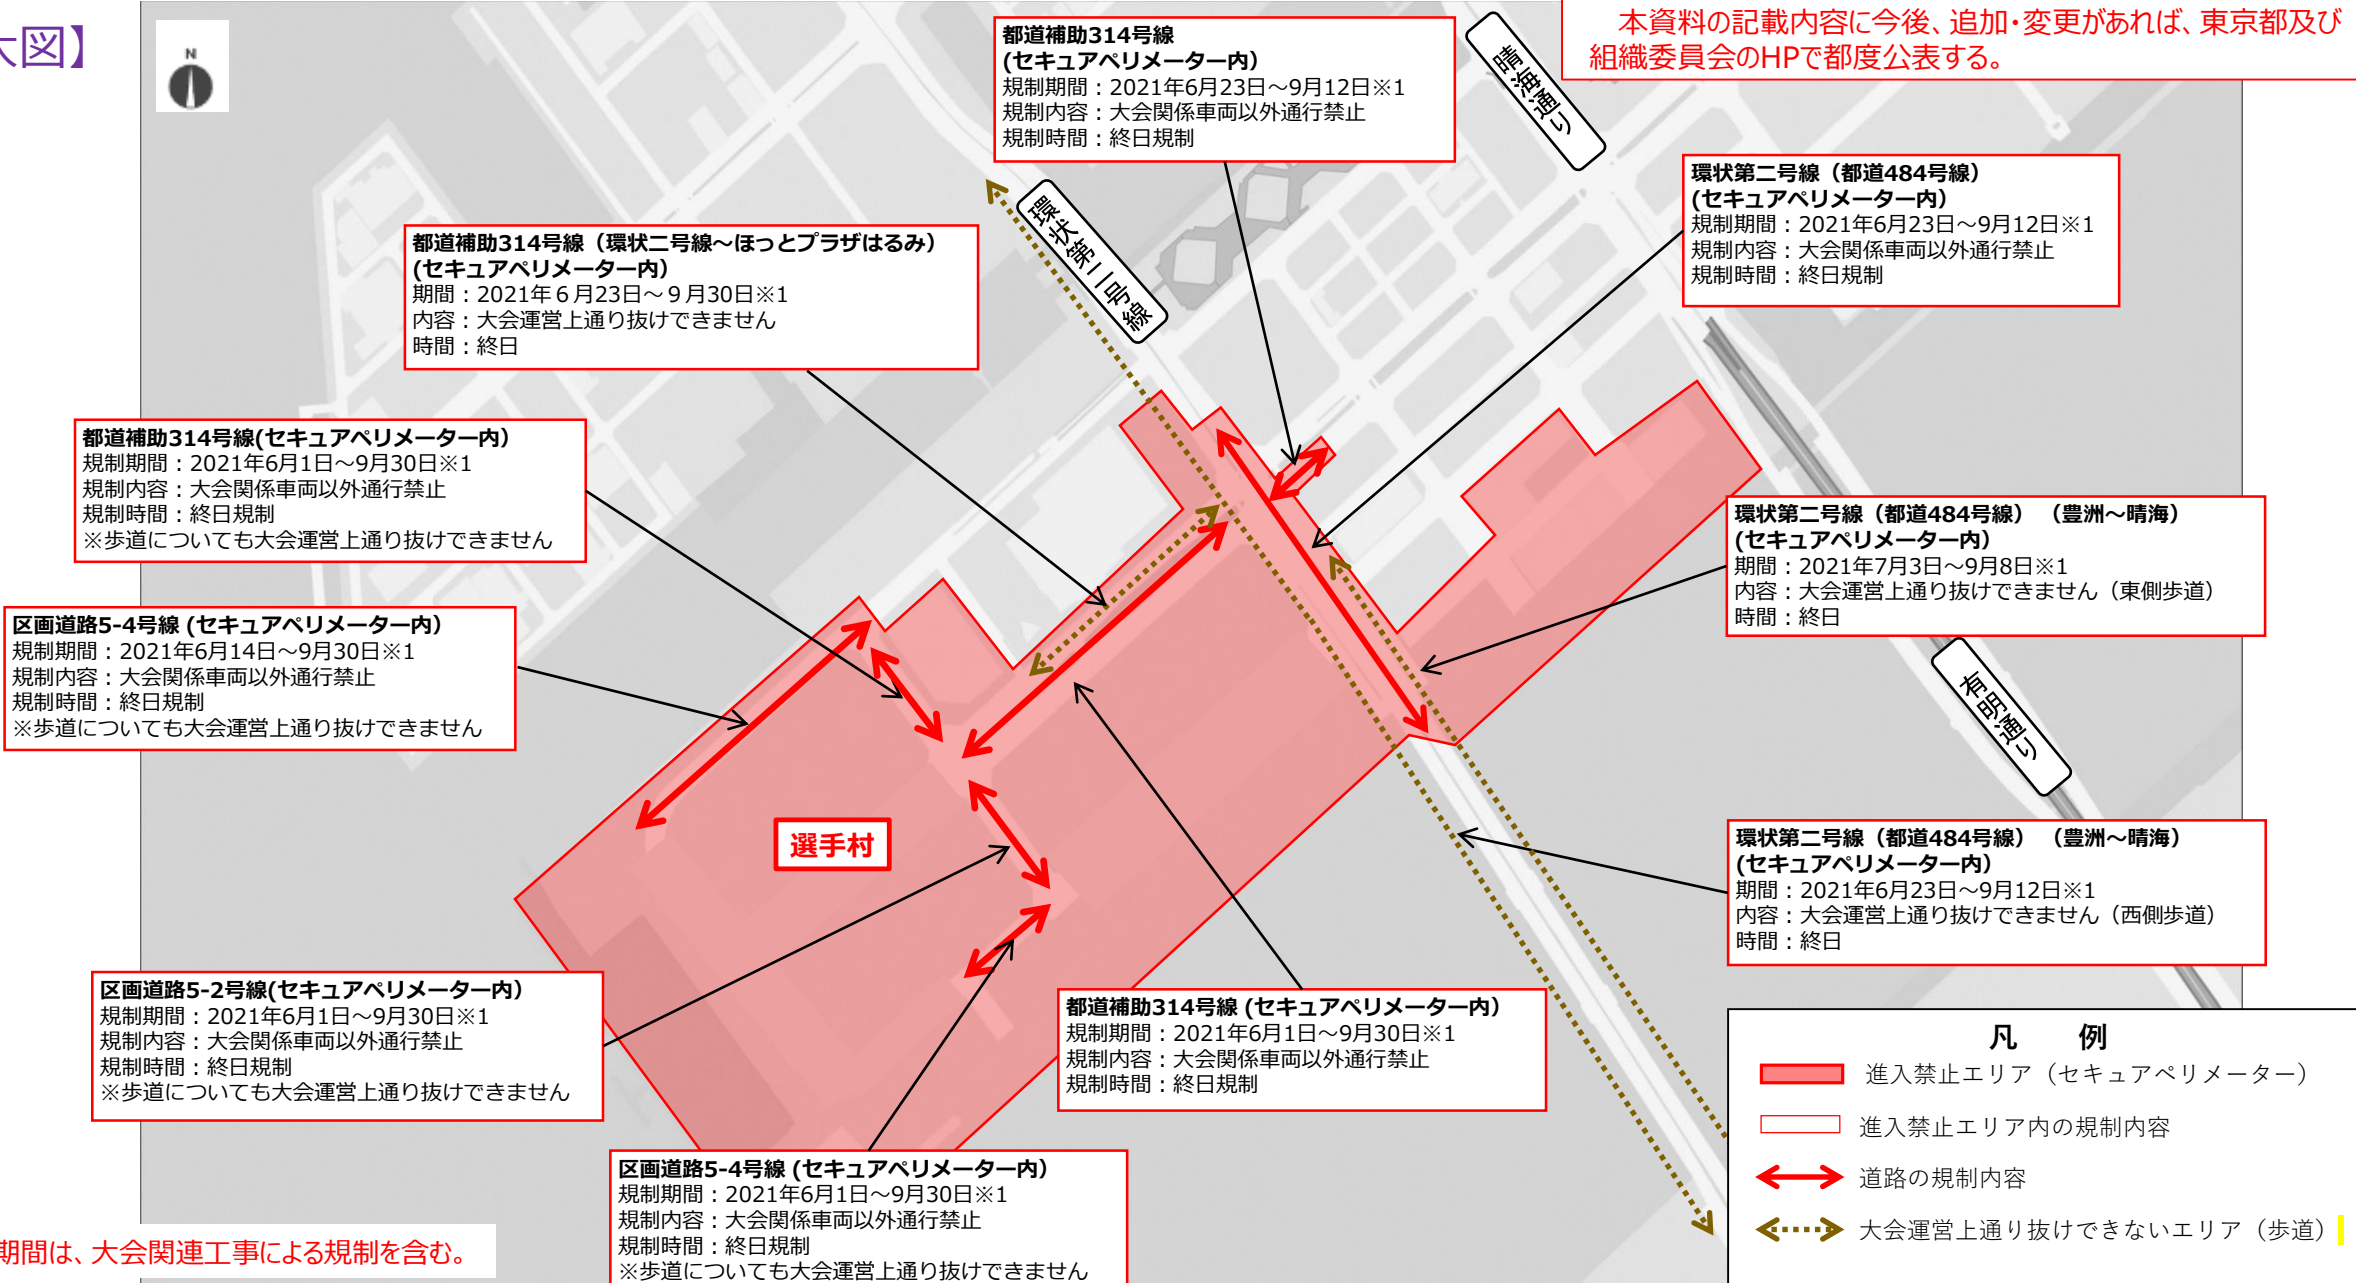 大図】
N
本資料の記載内容に今後、追加・変更があれば、東京都及び
組織委員会のHPで都度公表する。
都道補助314号線
(セキュアペリメーター内)
規制期間：2021年6月23日～9月12日※1
規制内容：大会関係車両以外通行禁止
規制時間：終日規制
晴海通り
環状第二号線
環状第二号線（都道484号線）
(セキュアペリメーター内)
規制期間：2021年6月23日～9月12日※1
規制内容：大会関係車両以外通行禁止
規制時間：終日規制
都道補助314号線（環状二号線～ほっとプラザはるみ）
(セキュアペリメーター内)
期間：2021年６月23日～９月30日※1
内容：大会運営上通り抜けできません
時間：終日
都道補助314号線(セキュアペリメーター内)
規制期間：2021年6月1日～9月30日※1
規制内容：大会関係車両以外通行禁止
規制時間：終日規制
※歩道についても大会運営上通り抜けできません
環状第二号線（都道484号線）（豊洲～晴海）
(セキュアペリメーター内)
期間：2021年7月3日～9月8日※1
内容：大会運営上通り抜けできません（東側歩道）
時間：終日
区画道路5-4号線 (セキュアペリメーター内)
規制期間：2021年6月14日～9月30日※1
規制内容：大会関係車両以外通行禁止
規制時間：終日規制
※歩道についても大会運営上通り抜けできません
有明通り
選手村
環状第二号線（都道484号線）（豊洲～晴海）
(セキュアペリメーター内)
期間：2021年6月23日～9月12日※1
内容：大会運営上通り抜けできません（西側歩道）
時間：終日
区画道路5-2号線(セキュアペリメーター内)
規制期間：2021年6月1日～9月30日※1
規制内容：大会関係車両以外通行禁止
規制時間：終日規制
※歩道についても大会運営上通り抜けできません
都道補助314号線 (セキュアペリメーター内)
規制期間：2021年6月1日～9月30日※1
規制内容：大会関係車両以外通行禁止
規制時間：終日規制
区画道路5-4号線 (セキュアペリメーター内)
規制期間：2021年6月1日～9月30日※1
規制内容：大会関係車両以外通行禁止
規制時間：終日規制
※歩道についても大会運営上通り抜けできません
凡 例
進入禁止エリア（セキュアペリメーター）
進入禁止エリア内の規制内容
道路の規制内容
大会運営上通り抜けできないエリア（歩道）
期間は、大会関連工事による規制を含む。